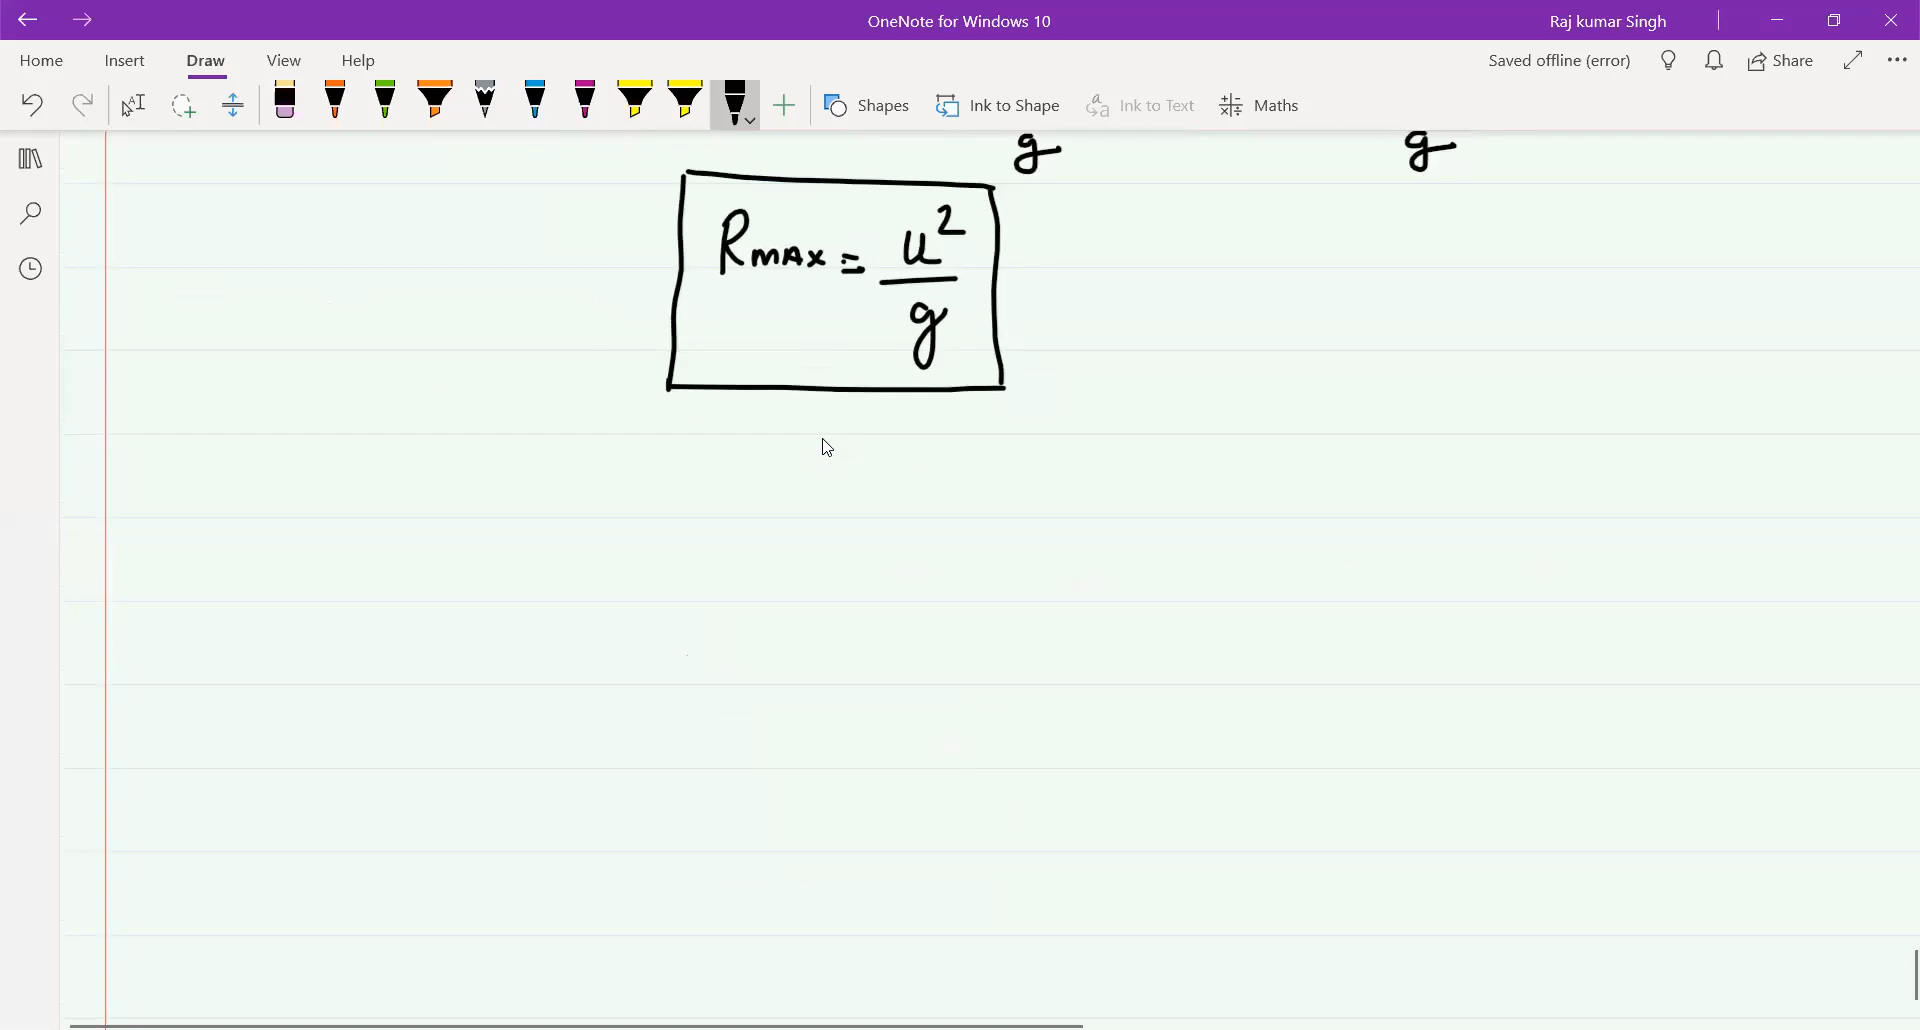 OneNote for Windows 10
Raj kumar Singh
Home Insert Draw View Help
Saved offline (error) Share
Shapes Ink to Shape Ink to Text Maths
g g
RMAX = u²
g